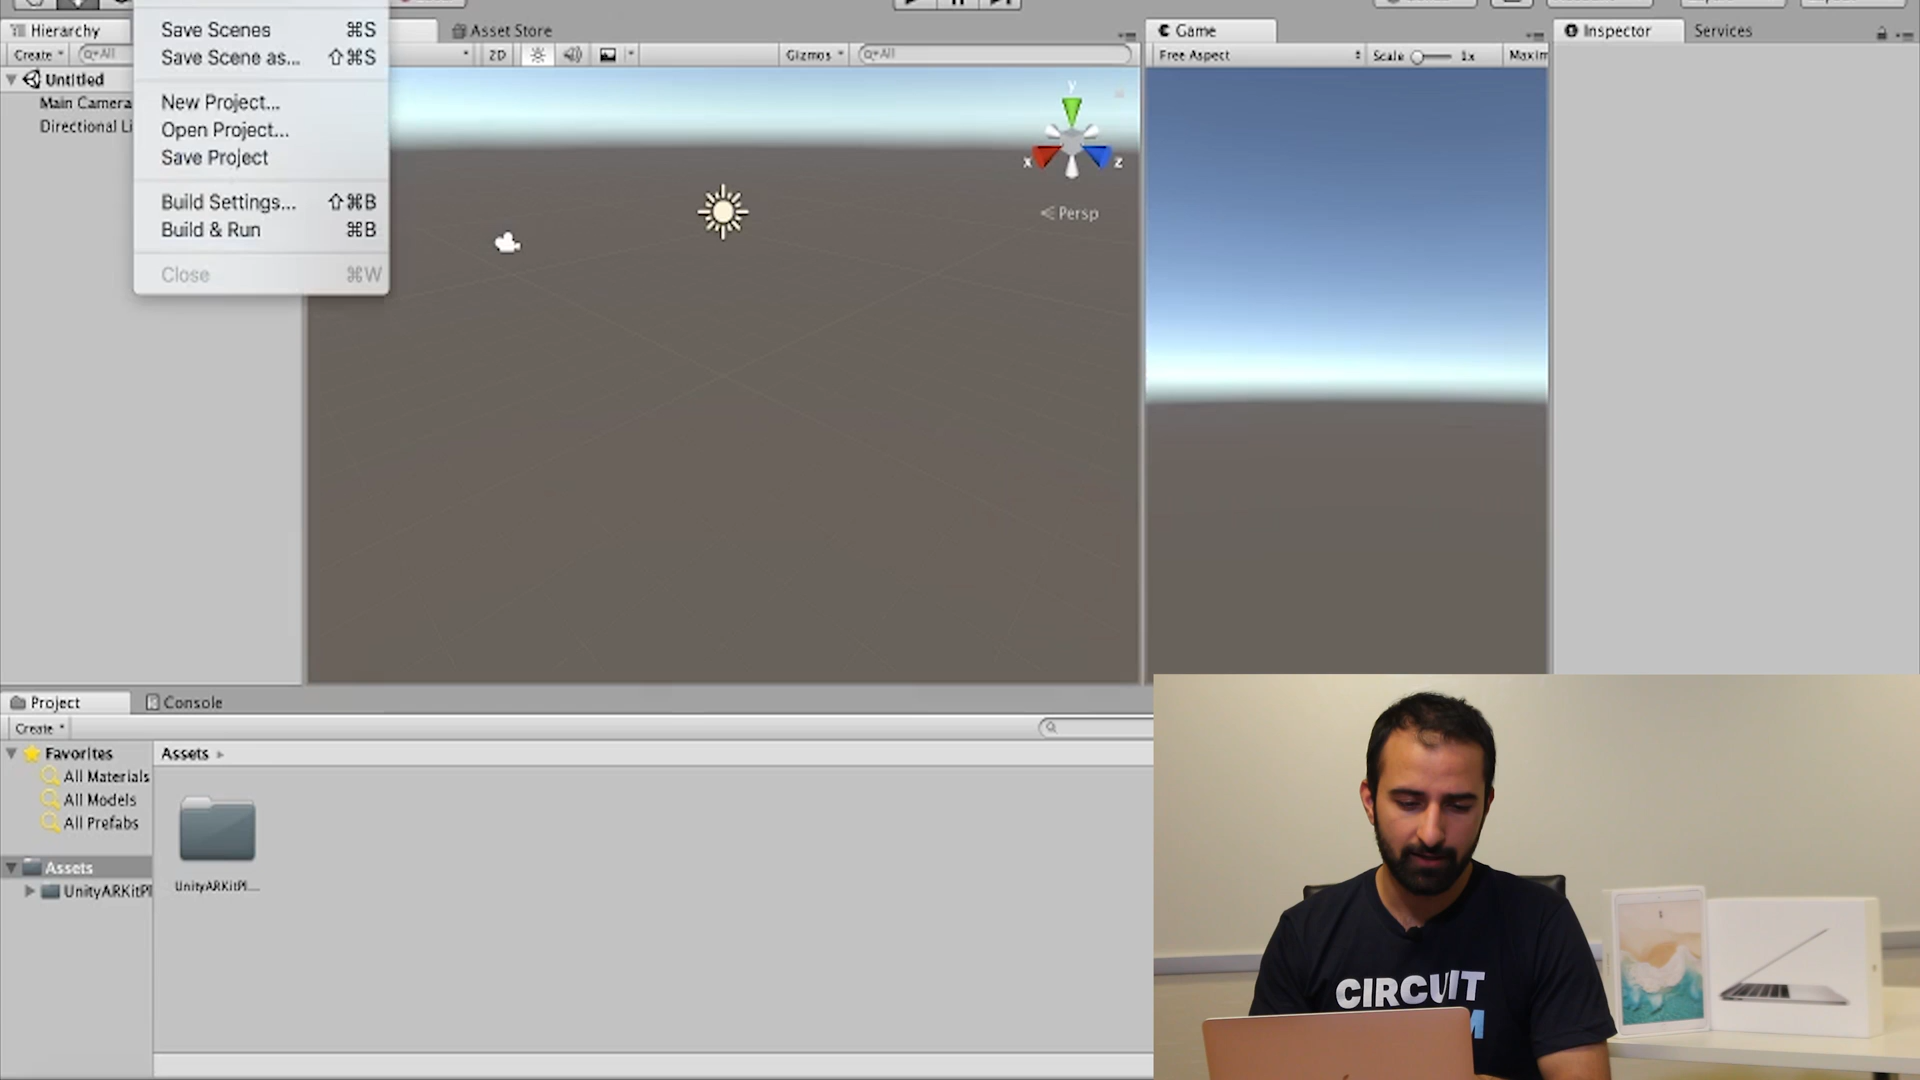 Hierarchy
Asset Store
Game
Inspector
Services
Save Scenes ⌘S
Save Scene as... ⇧⌘S
New Project...
Open Project...
Save Project
Build Settings... ⇧⌘B
Build & Run ⌘B
Close ⌘W
Create
All
2D
Gizmos
All
Free Aspect
Scale
1x
Maxim
Untitled
Main Camera
Directional Li
y
x
z
Persp
Project
Console
Create
Favorites
All Materials
All Models
All Prefabs
Assets
UnityARKitPl
Assets
UnityARKitPl...
CIRCUIT